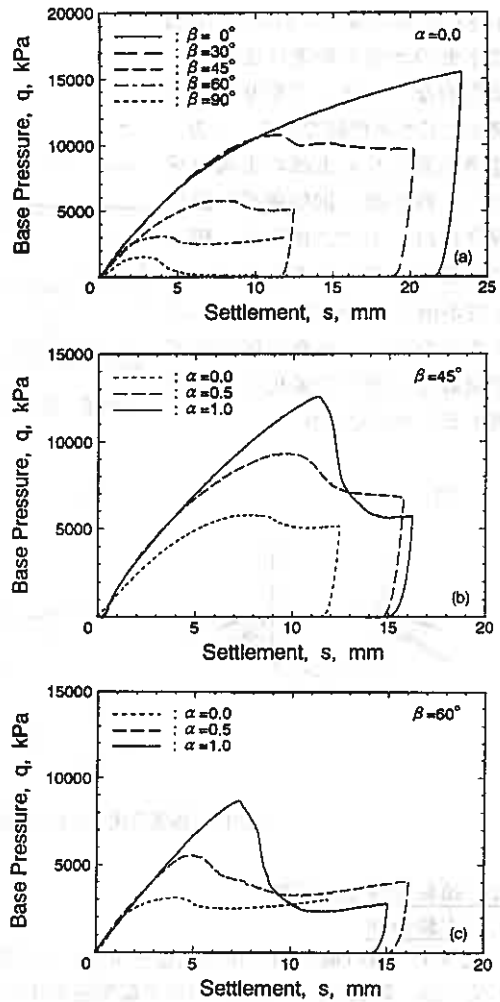 20000
15000
10000
5000
0
Base Pressure, q, kPa
: β= 0°
: β=30°
: β=45°
: β=60°
: β=90°
α=0.0
(a)
0 5 10 15 20 25
Settlement, s, mm
15000
10000
5000
0
Base Pressure, q, kPa
: α=0.0
: α=0.5
: α=1.0
β=45°
(b)
0 5 10 15 20
Settlement, s, mm
15000
10000
5000
0
Base Pressure, q, kPa
: α=0.0
: α=0.5
: α=1.0
β=60°
(c)
0 5 10 15 20
Settlement, s, mm